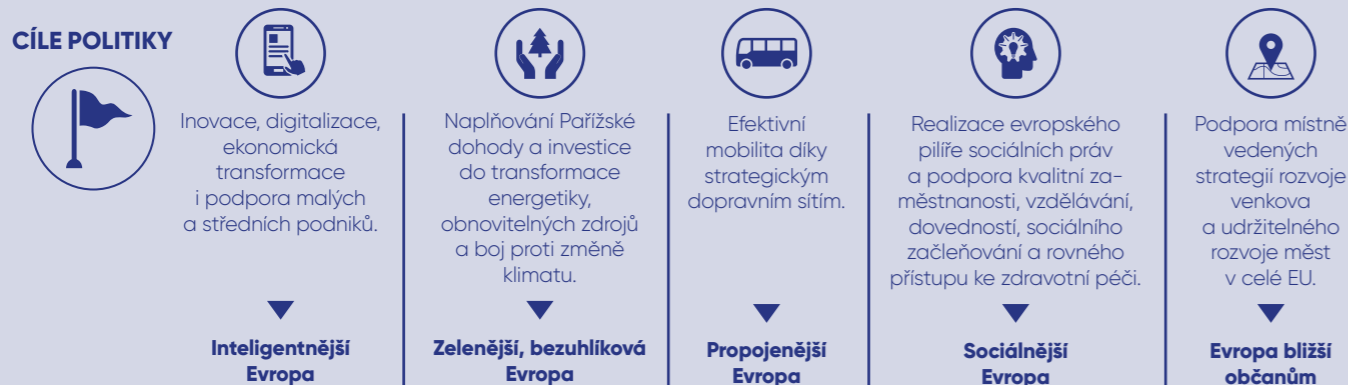 CÍLE POLITIKY
Inovace, digitalizace,
ekonomická
transformace
i podpora malých
a středních podniků.
Inteligentnější
Evropa
Naplňování Pařížské
dohody a investice
do transformace
energetiky,
obnovitelných zdrojů
a boj proti změně
klimatu.
Zelenější, bezuhlíková
Evropa
Efektivní
mobilita díky
strategickým
dopravním sítím.
Propojenější
Evropa
Realizace evropského
pilíře sociálních práv
a podpora kvalitní za-
městnanosti, vzdělávání,
dovedností, sociálního
začleňování a rovného
přístupu ke zdravotní péči.
Sociálnější
Evropa
Podpora místně
vedených
strategií rozvoje
venkova
a udržitelného
rozvoje měst
v celé EU.
Evropa bližší
občanům